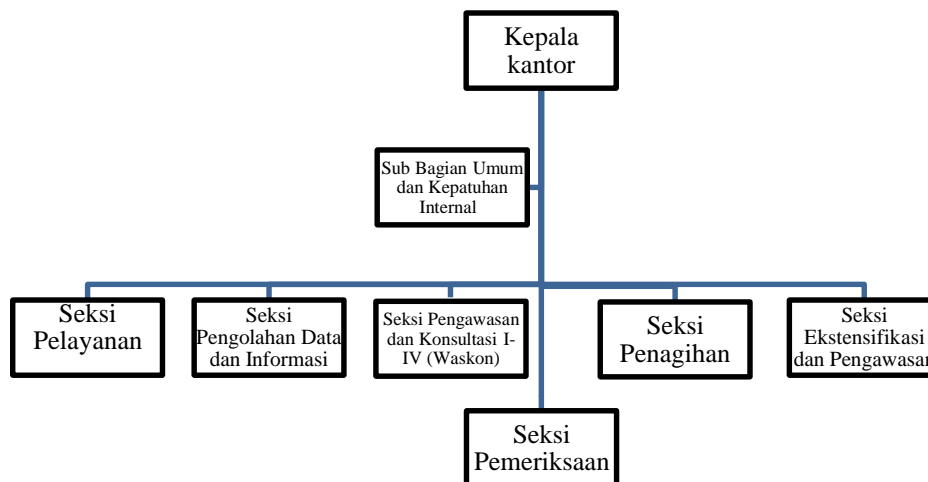 Kepala
kantor
Sub Bagian Umum
dan Kepatuhan
Internal
Seksi
Pelayanan
Seksi
Pengolahan Data
dan Informasi
Seksi Pengawasan
dan Konsultasi I-
IV (Waskon)
Seksi
Penagihan
Seksi
Ekstensifikasi
dan Pengawasan
Seksi
Pemeriksaan